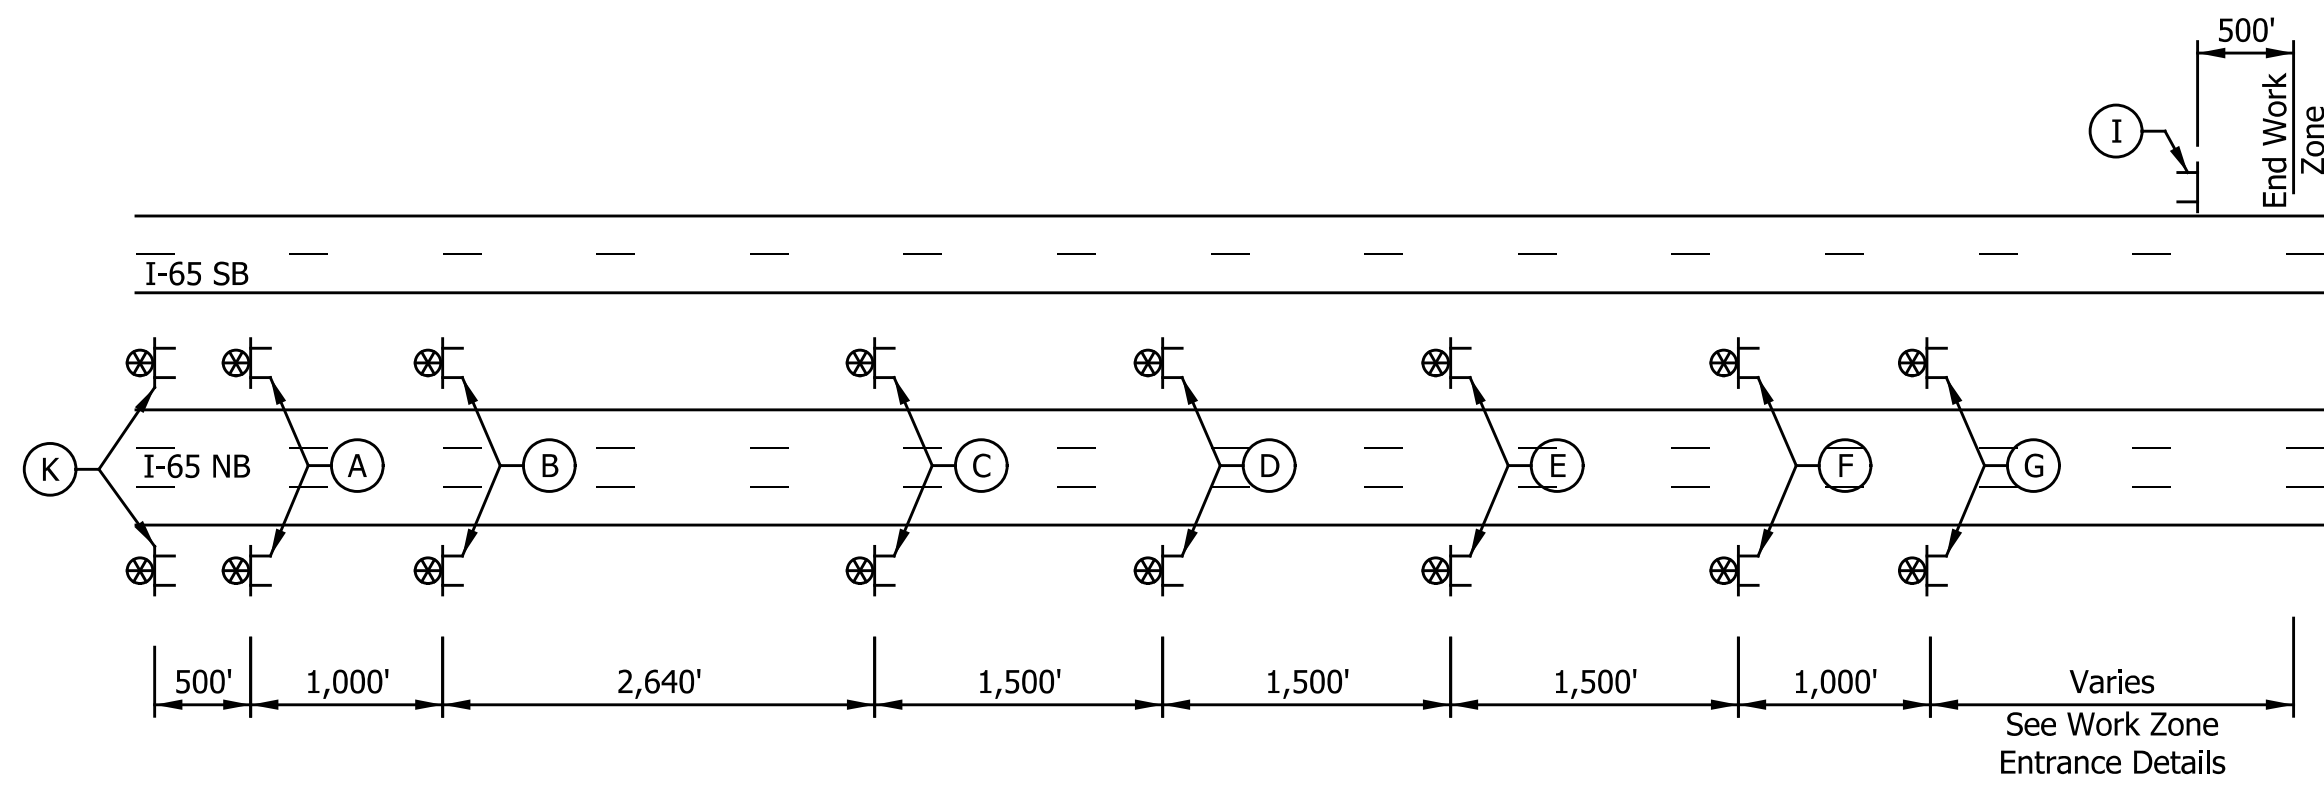 500'
End Work
Zone
I
I-65 SB
K
I-65 NB
A
B
C
D
E
F
G
500'
1,000'
2,640'
1,500'
1,500'
1,500'
1,000'
Varies
See Work Zone
Entrance Details